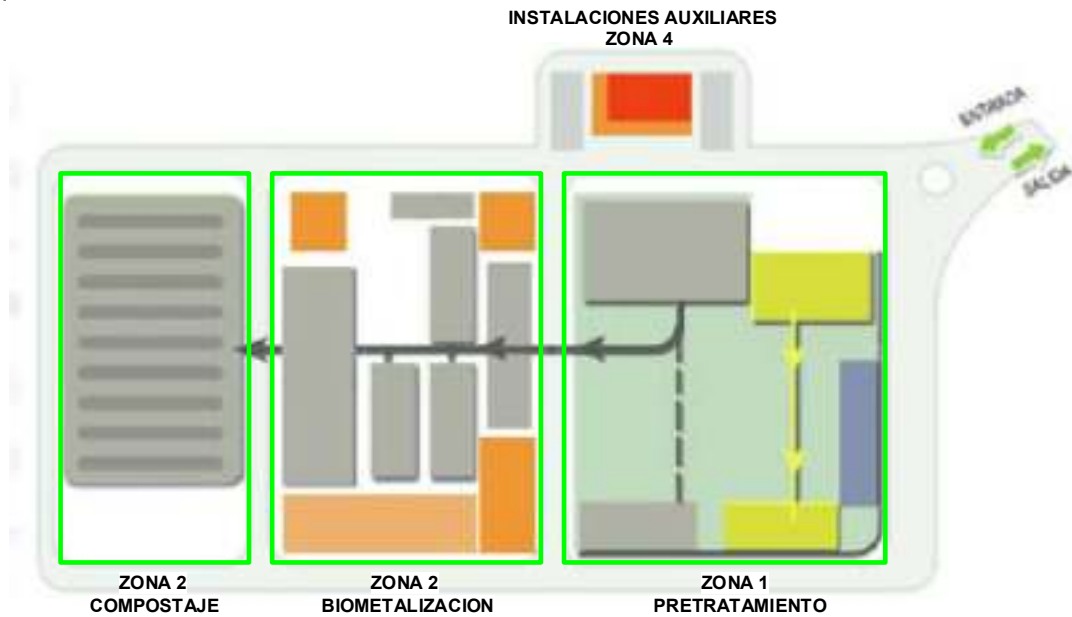 INSTALACIONES AUXILIARES
ZONA 4
ENTRADA
SALIDA
ZONA 2
COMPOSTAJE
ZONA 2
BIOMETALIZACION
ZONA 1
PRETRATAMIENTO